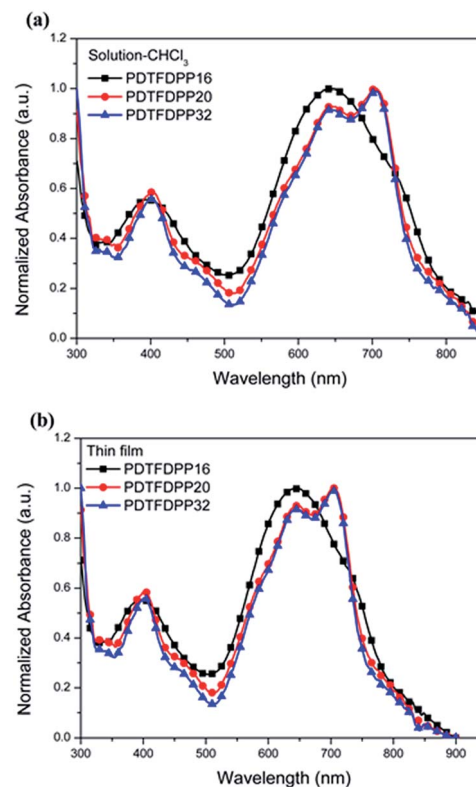 (a)
Solution-CHCl₃
PDTFDPP16
PDTFDPP20
PDTFDPP32
Normalized Absorbance (a.u.)
1.2
1.0
0.8
0.6
0.4
0.2
0.0
300 400 500 600 700 800
Wavelength (nm)
(b)
Thin film
PDTFDPP16
PDTFDPP20
PDTFDPP32
Normalized Absorbance (a.u.)
1.2
1.0
0.8
0.6
0.4
0.2
0.0
300 400 500 600 700 800 900
Wavelength (nm)